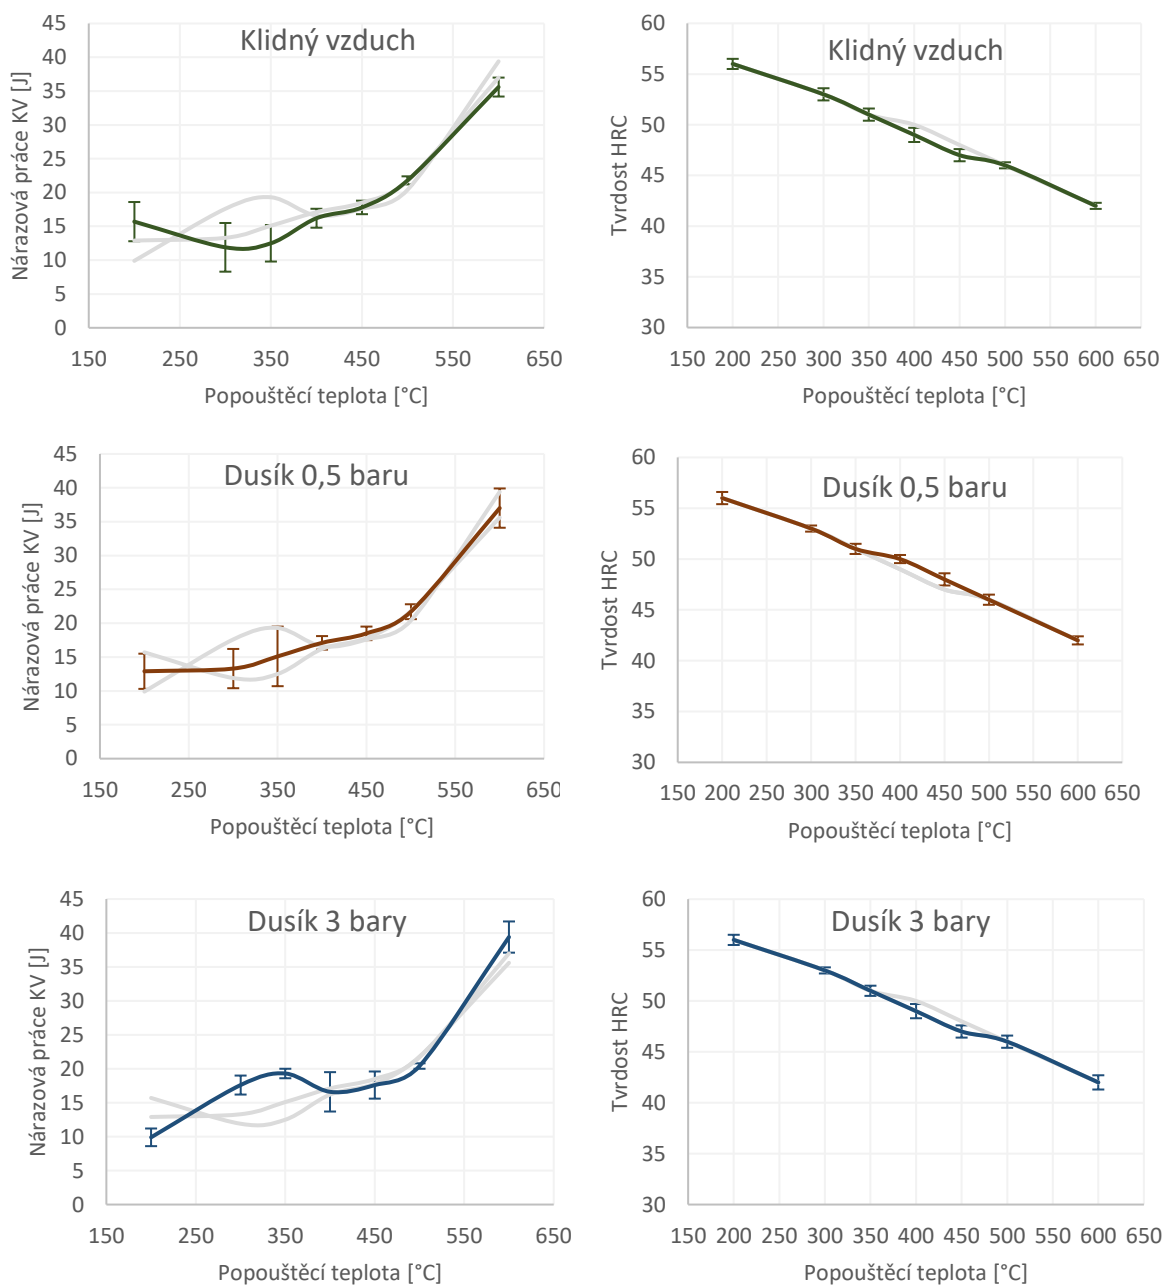 Klidný vzduch
Nárazová práce KV [J]
45
40
35
30
25
20
15
10
5
0
150 250 350 450 550 650
Popouštěcí teplota [°C]
Klidný vzduch
Tvrdost HRC
60
55
50
45
40
35
30
150 200 250 300 350 400 450 500 550 600 650
Popouštěcí teplota [°C]
Dusík 0,5 baru
Nárazová práce KV [J]
45
40
35
30
25
20
15
10
5
0
150 250 350 450 550 650
Popouštěcí teplota [°C]
Dusík 0,5 baru
Tvrdost HRC
60
55
50
45
40
35
30
150 200 250 300 350 400 450 500 550 600 650
Popouštěcí teplota [°C]
Dusík 3 bary
Nárazová práce KV [J]
45
40
35
30
25
20
15
10
5
0
150 250 350 450 550 650
Popouštěcí teplota [°C]
Dusík 3 bary
Tvrdost HRC
60
55
50
45
40
35
30
150 200 250 300 350 400 450 500 550 600 650
Popouštěcí teplota [°C]